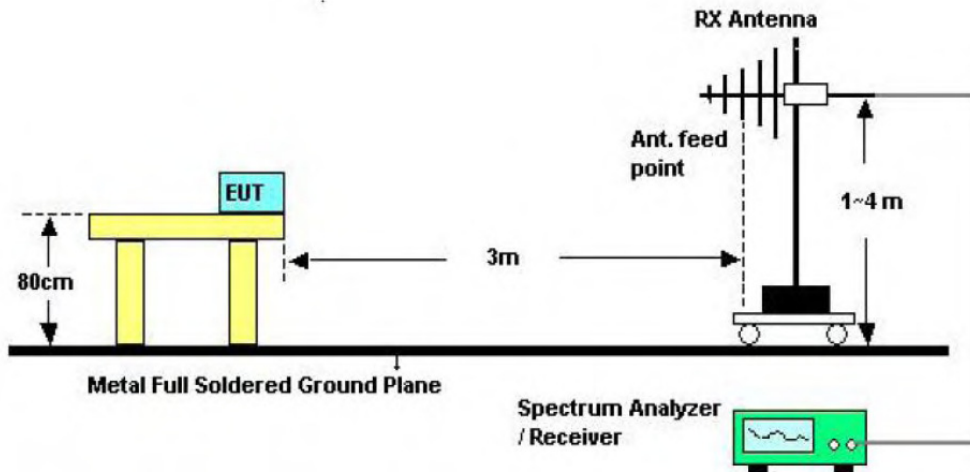 RX Antenna
Ant. feed
point
EUT
1~4 m
3m
80cm
Metal Full Soldered Ground Plane
Spectrum Analyzer
/ Receiver